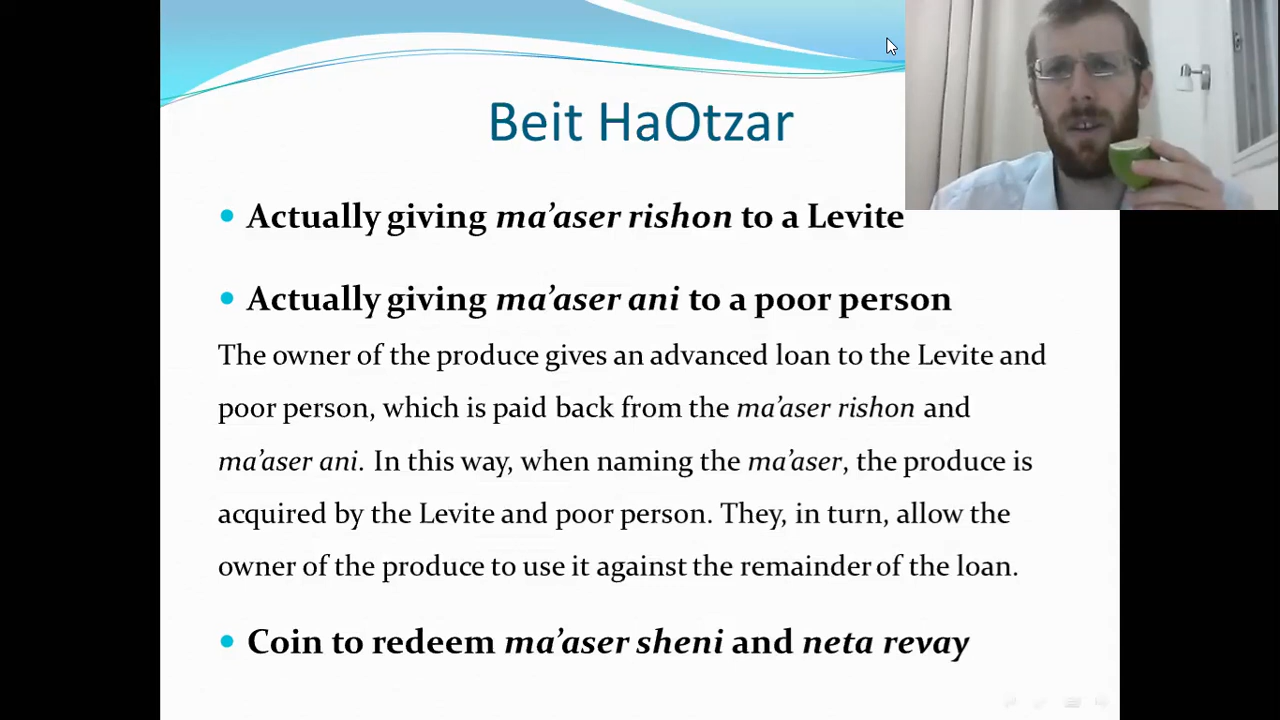 Beit HaOtzar
• Actually giving ma’aser rishon to a Levite
• Actually giving ma’aser ani to a poor person
The owner of the produce gives an advanced loan to the Levite and
poor person, which is paid back from the ma’aser rishon and
ma’aser ani. In this way, when naming the ma’aser, the produce is
acquired by the Levite and poor person. They, in turn, allow the
owner of the produce to use it against the remainder of the loan.
• Coin to redeem ma’aser sheni and neta revay